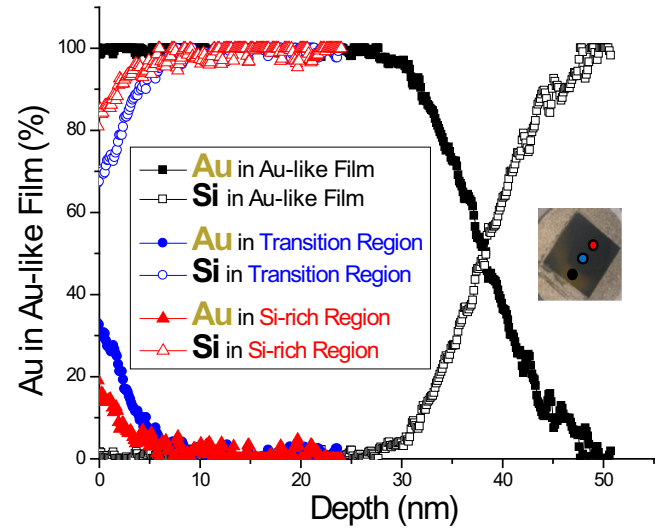 100
80
60
40
20
0
Au in Au-like Film (%)
Au in Au-like Film
Si in Au-like Film
Au in Transition Region
Si in Transition Region
Au in Si-rich Region
Si in Si-rich Region
0 10 20 30 40 50
Depth (nm)